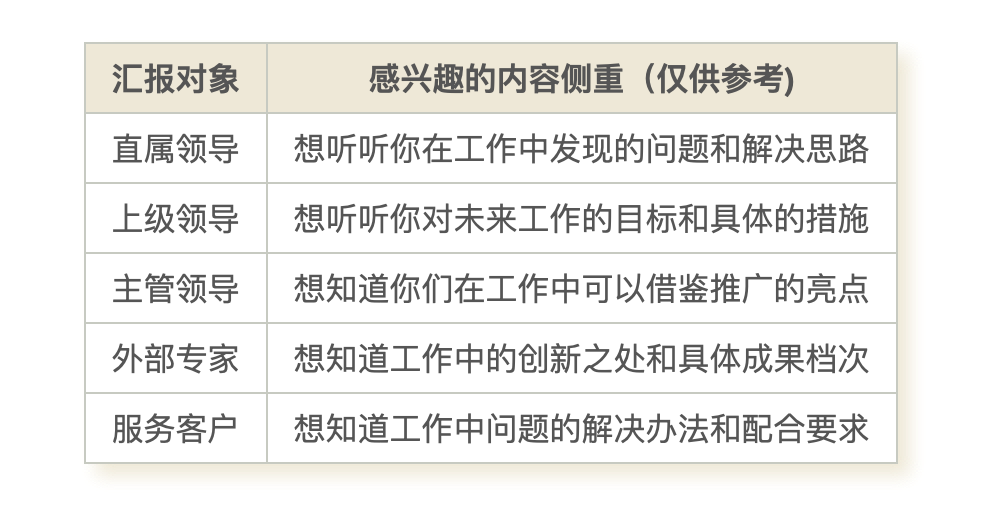 汇报对象 感兴趣的内容侧重（仅供参考)
直属领导 想听听你在工作中发现的问题和解决思路
上级领导 想听听你对未来工作的目标和具体的措施
主管领导 想知道你们在工作中可以借鉴推广的亮点
外部专家 想知道工作中的创新之处和具体成果档次
服务客户 想知道工作中问题的解决办法和配合要求